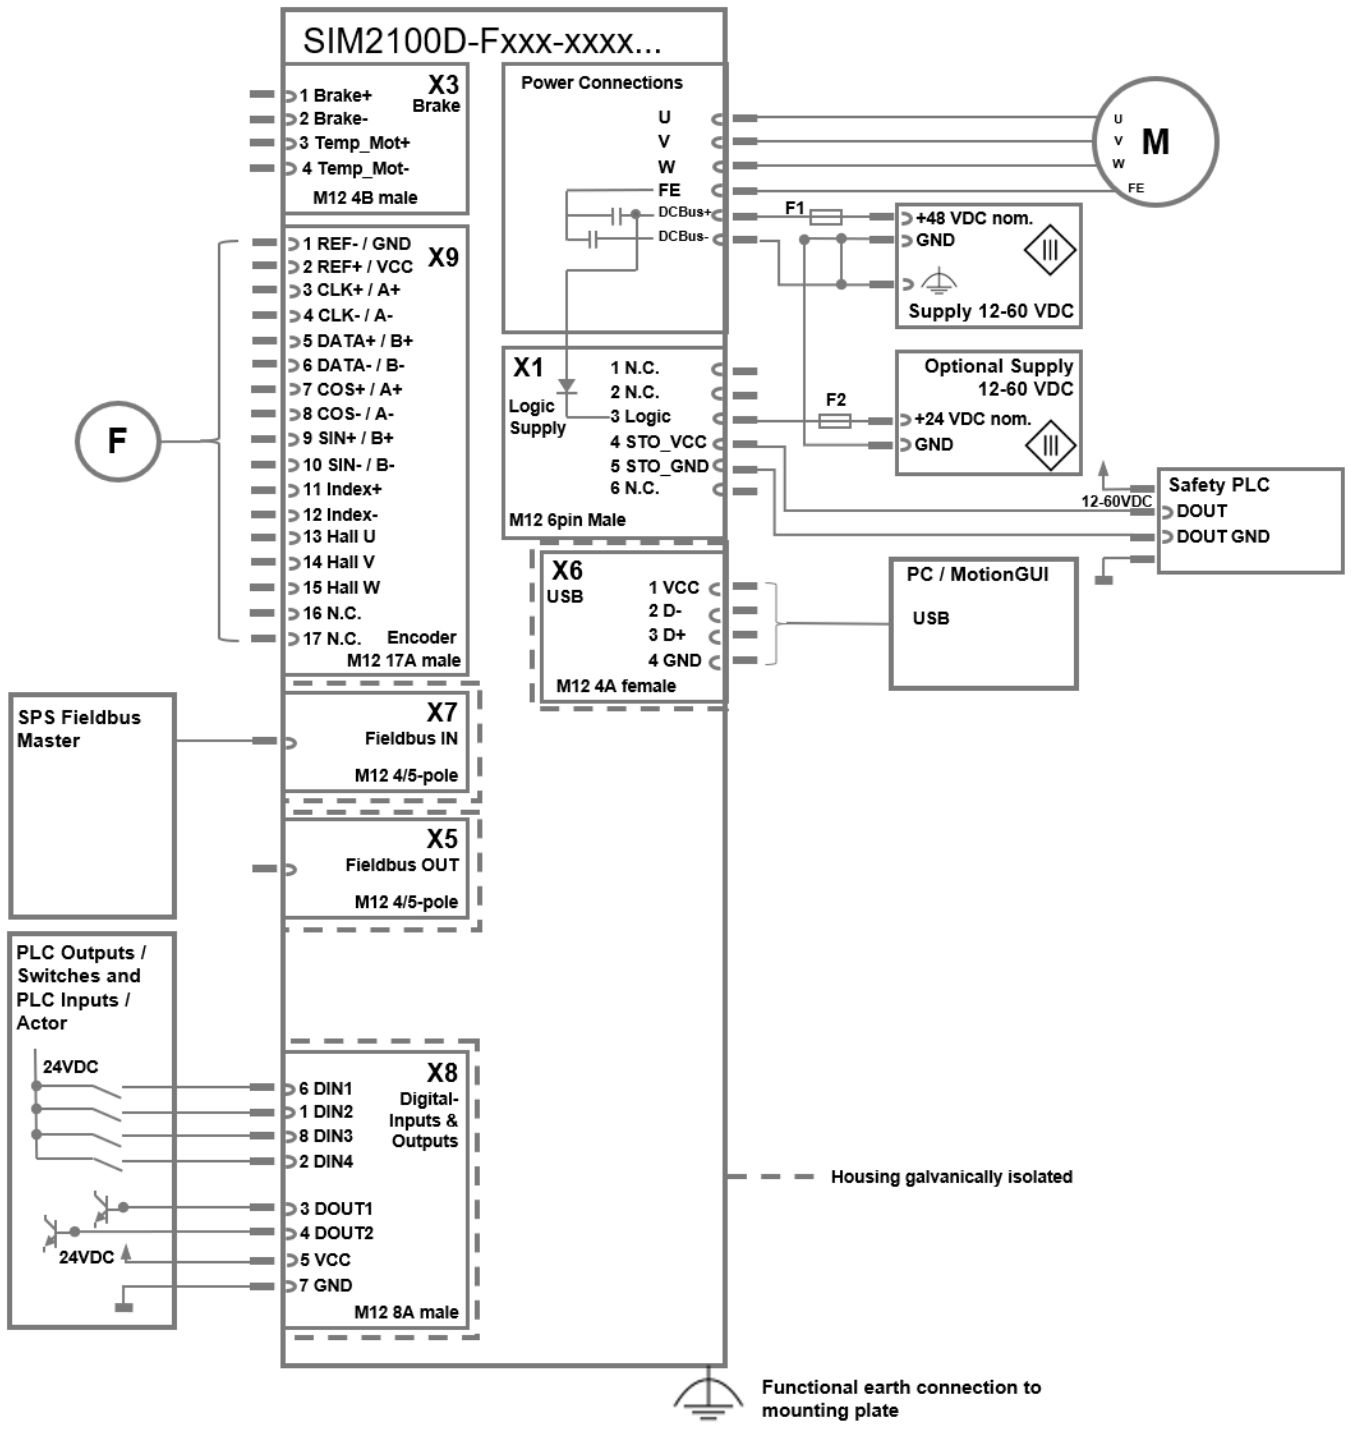 SIM2100D-Fxxx-xxxx...
X3
Brake
1 Brake+
2 Brake-
3 Temp_Mot+
4 Temp_Mot-
M12 4B male
Power Connections
U
V
W
FE
DCBus+
DCBus-
U
V
W
FE
M
F1
+48 VDC nom.
GND
Supply 12-60 VDC
X9
1 REF- / GND
2 REF+ / VCC
3 CLK+ / A+
4 CLK- / A-
5 DATA+ / B+
6 DATA- / B-
7 COS+ / A+
8 COS- / A-
9 SIN+ / B+
10 SIN- / B-
11 Index+
12 Index-
13 Hall U
14 Hall V
15 Hall W
16 N.C.
17 N.C.
Encoder
M12 17A male
F
X1
Logic
Supply
1 N.C.
2 N.C.
3 Logic
4 STO_VCC
5 STO_GND
6 N.C.
M12 6pin Male
F2
Optional Supply
12-60 VDC
+24 VDC nom.
GND
12-60VDC
Safety PLC
DOUT
DOUT GND
X6
USB
1 VCC
2 D-
3 D+
4 GND
M12 4A female
PC / MotionGUI
USB
SPS Fieldbus
Master
X7
Fieldbus IN
M12 4/5-pole
X5
Fieldbus OUT
M12 4/5-pole
PLC Outputs /
Switches and
PLC Inputs /
Actor
24VDC
24VDC
X8
Digital-
Inputs &
Outputs
6 DIN1
1 DIN2
8 DIN3
2 DIN4
3 DOUT1
4 DOUT2
5 VCC
7 GND
M12 8A male
Housing galvanically isolated
Functional earth connection to
mounting plate